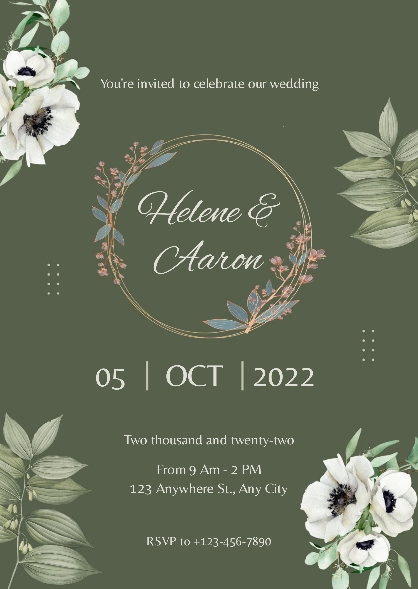 You're invited to celebrate our wedding
Helene &
Aaron
05 | OCT | 2022
Two thousand and twenty-two
From 9 Am - 2 PM
123 Anywhere St., Any City
RSVP to +123-456-7890